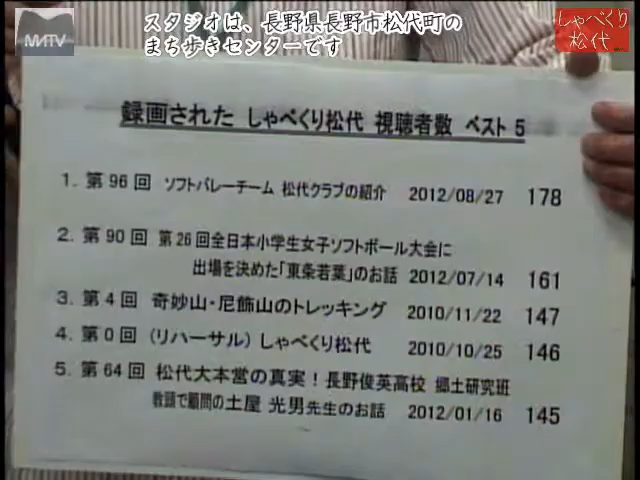 MATV
スタジオは、長野県長野市松代町の
まち歩きセンターです
しゃべくり
松代
録画された しゃべくり松代 視聴者数 ベスト5
1. 第96回 ソフトバレーチーム 松代クラブの紹介 2012/08/27 178
2. 第90回 第26回全日本小学生女子ソフトボール大会に
出場を決めた「東条若葉」のお話 2012/07/14 161
3. 第4回 奇妙山・尼飾山のトレッキング 2010/11/22 147
4. 第0回 (リハーサル) しゃべくり松代 2010/10/25 146
5. 第64回 松代大本営の真実!長野俊英高校 郷土研究班
教頭で顧問の土屋 光男先生のお話 2012/01/16 145